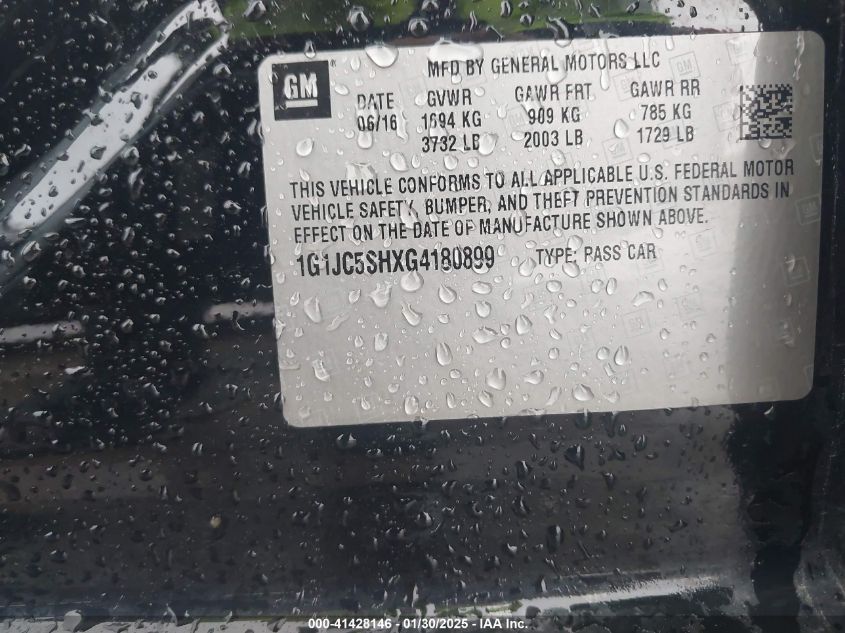 GM ® MFD BY GENERAL MOTORS LLC
DATE GVWR GAWR FRT GAWR RR
06/16 1694 KG 909 KG 785 KG
3732 LB 2003 LB 1729 LB
THIS VEHICLE CONFORMS TO ALL APPLICABLE U.S. FEDERAL MOTOR
VEHICLE SAFETY, BUMPER, AND THEFT PREVENTION STANDARDS IN
EFFECT ON THE DATE OF MANUFACTURE SHOWN ABOVE.
1G1JC5SHXG4180899 TYPE: PASS CAR
000-41428146 — 01/30/2025 — IAA Inc.